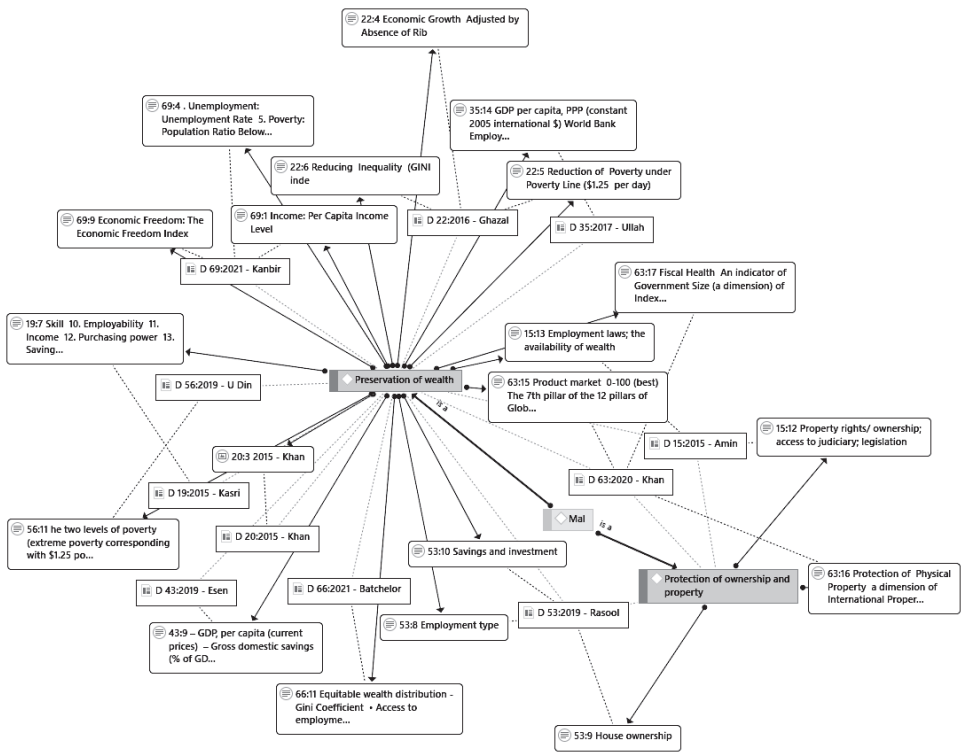 22:4 Economic Growth Adjusted by
Absence of Rib
69:4 . Unemployment:
Unemployment Rate 5. Poverty:
Population Ratio Below...
35:14 GDP per capita, PPP (constant
2005 international $) World Bank
Employ...
22:6 Reducing Inequality (GINI
inde
22:5 Reduction of Poverty under
Poverty Line ($1.25 per day)
69:9 Economic Freedom: The
Economic Freedom Index
69:1 Income: Per Capita Income
Level
D 22:2016 - Ghazal
D 35:2017 - Ullah
D 69:2021 - Kanbir
63:17 Fiscal Health An indicator of
Government Size (a dimension) of
Index...
19:7 Skill 10. Employability 11.
Income 12. Purchasing power 13.
Saving...
15:13 Employment laws; the
availability of wealth
Preservation of wealth
D 56:2019 - U Din
63:15 Product market 0-100 (best)
The 7th pillar of the 12 pillars of
Glob...
is a
15:12 Property rights/ ownership;
access to judiciary; legislation
D 15:2015 - Amin
20:3 2015 - Khan
D 63:2020 - Khan
D 19:2015 - Kasri
Mal
is a
56:11 he two levels of poverty
(extreme poverty corresponding
with $1.25 po...
D 20:2015 - Khan
53:10 Savings and investment
Protection of ownership and
property
63:16 Protection of Physical
Property a dimension of
International Proper...
D 43:2019 - Esen
D 66:2021 - Batchelor
53:8 Employment type
D 53:2019 - Rasool
43:9 – GDP, per capita (current
prices) – Gross domestic savings
(% of GD...
66:11 Equitable wealth distribution -
Gini Coefficient • Access to
employme...
53:9 House ownership